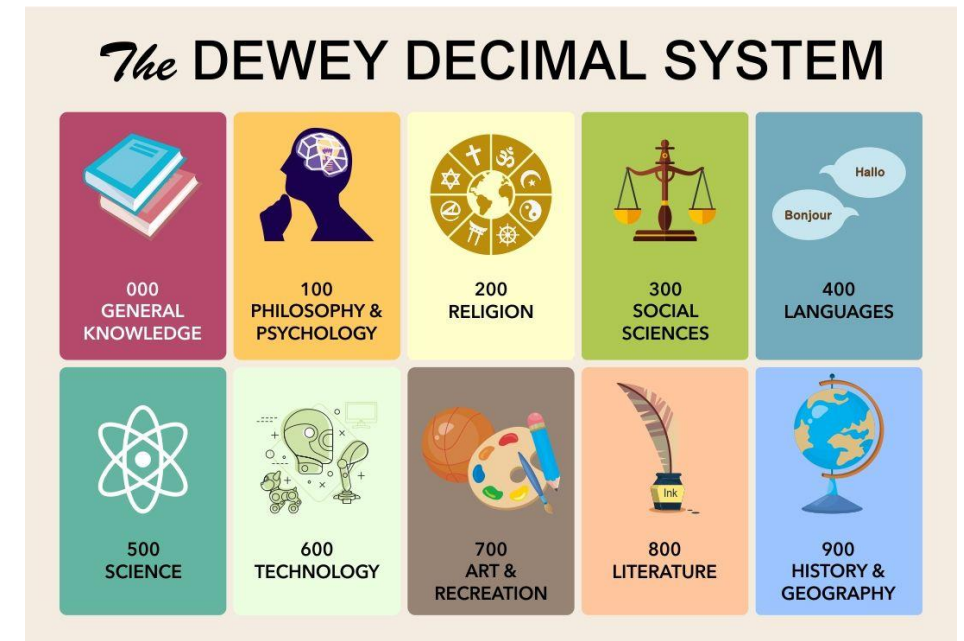 The DEWEY DECIMAL SYSTEM
000
GENERAL
KNOWLEDGE
100
PHILOSOPHY &
PSYCHOLOGY
200
RELIGION
300
SOCIAL
SCIENCES
Hallo
Bonjour
400
LANGUAGES
500
SCIENCE
600
TECHNOLOGY
700
ART &
RECREATION
Ink
800
LITERATURE
900
HISTORY &
GEOGRAPHY